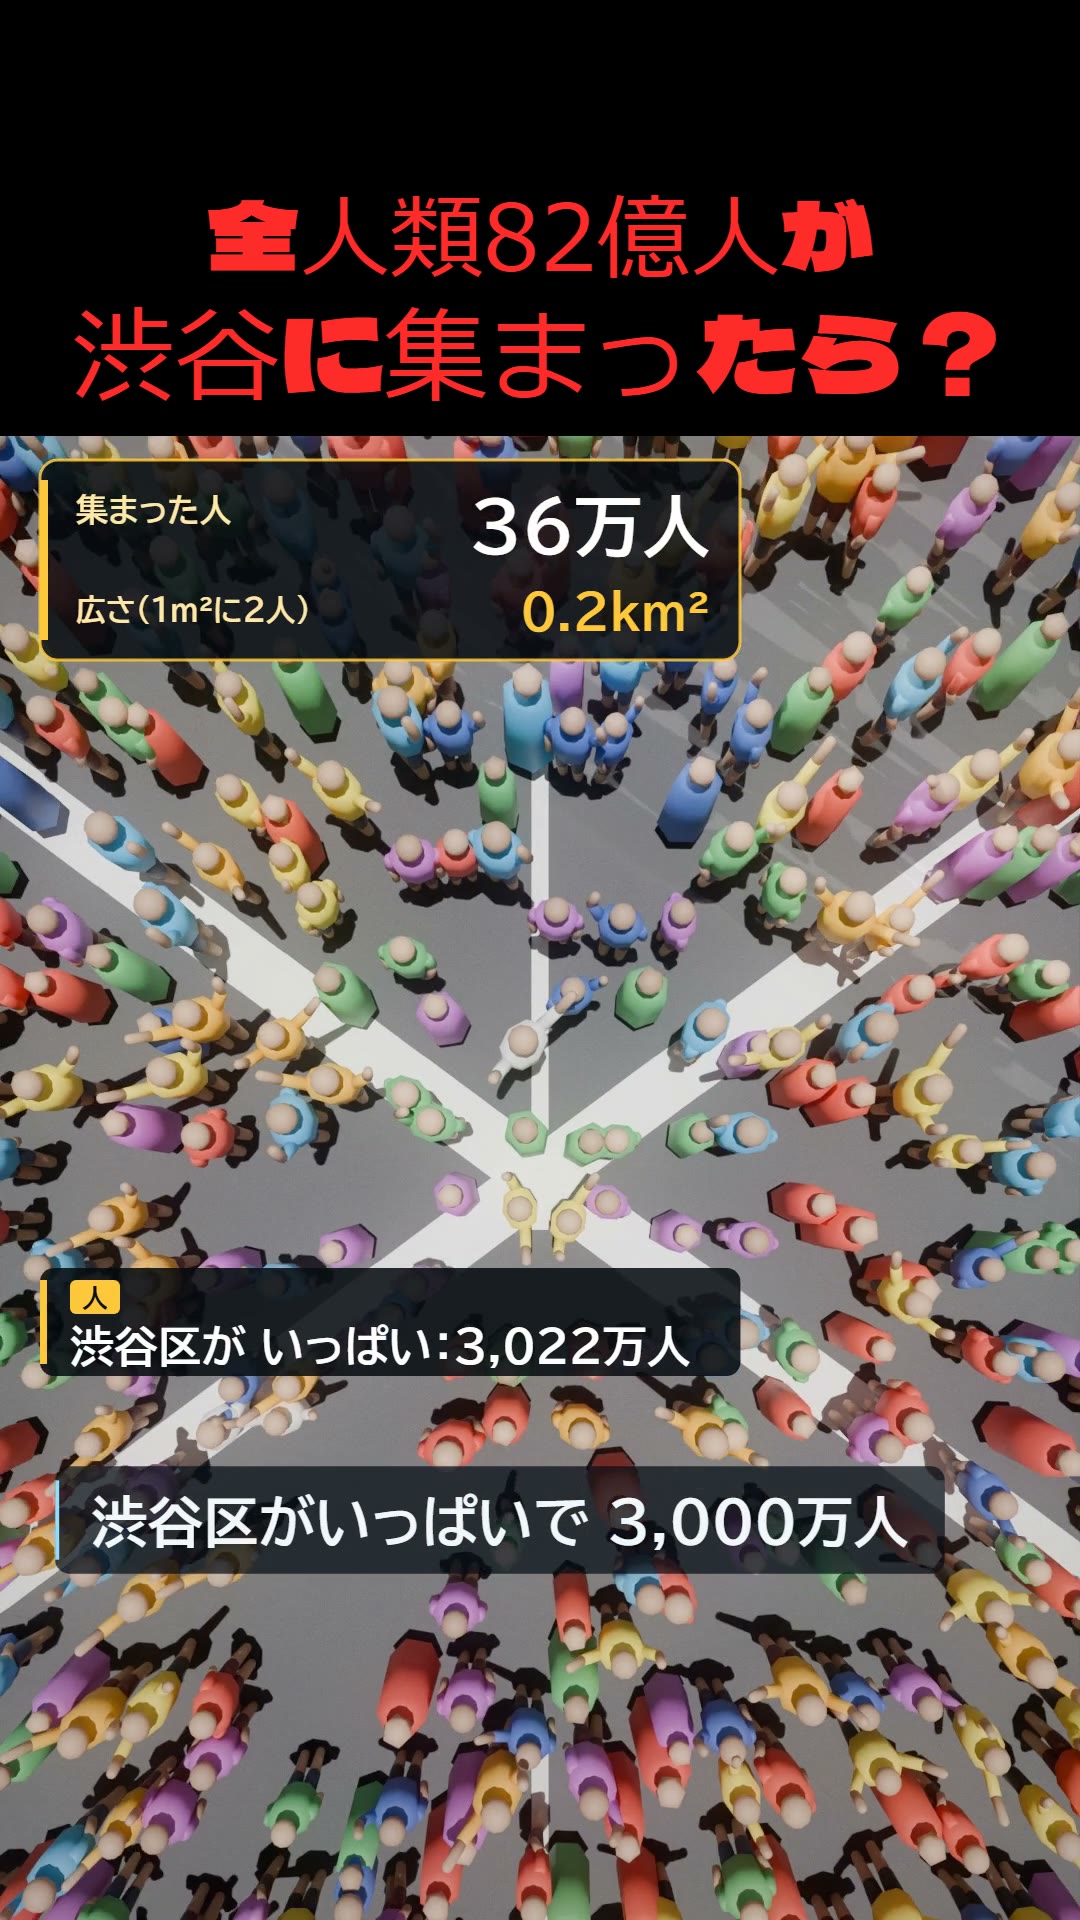 全人類82億人が
渋谷に集まったら？
集まった人 36万人
広さ(1m²に2人) 0.2km²
人
渋谷区が いっぱい:3,022万人
渋谷区がいっぱいで 3,000万人